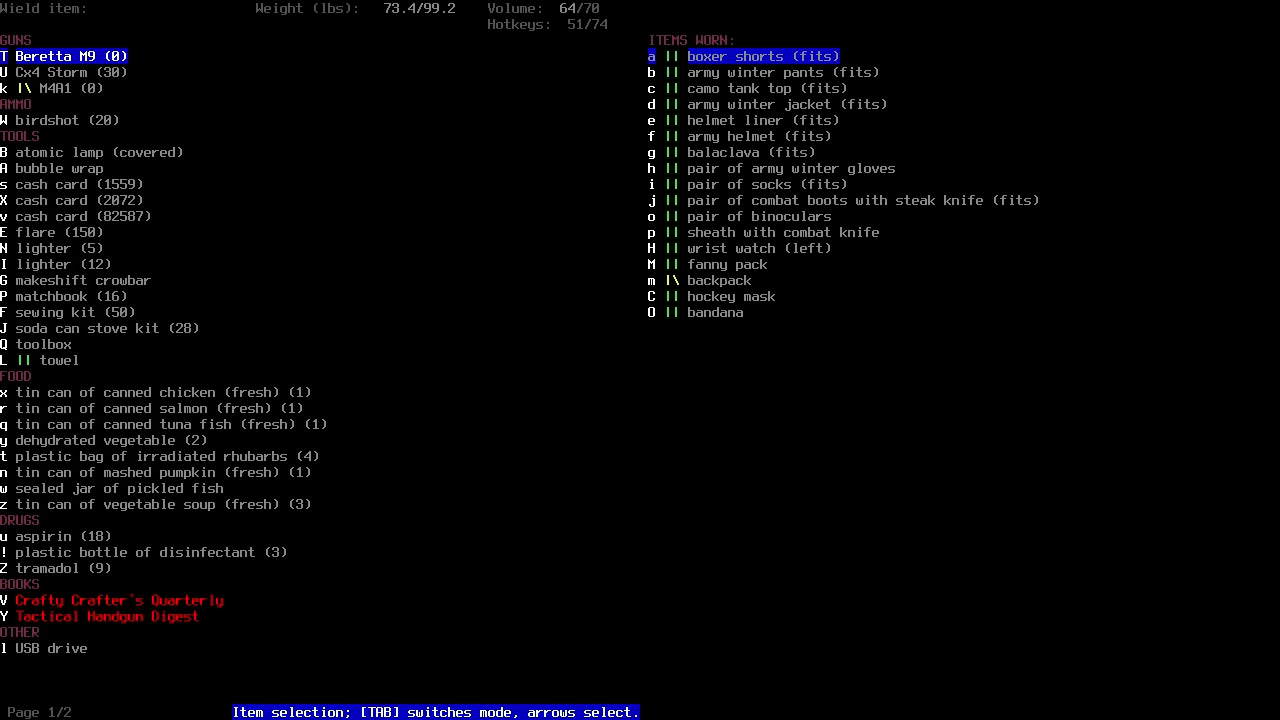 Wield item: Weight (lbs): 73.4/99.2 Volume: 64/70
Hotkeys: 51/74
GUNS
T Beretta M9 (0)
U Cx4 Storm (30)
k |\ M4A1 (0)
AMMO
W birdshot (20)
TOOLS
B atomic lamp (covered)
A bubble wrap
s cash card (1559)
X cash card (2072)
v cash card (82587)
E flare (150)
N lighter (5)
I lighter (12)
G makeshift crowbar
P matchbook (16)
F sewing kit (50)
J soda can stove kit (28)
Q toolbox
L || towel
FOOD
x tin can of canned chicken (fresh) (1)
r tin can of canned salmon (fresh) (1)
q tin can of canned tuna fish (fresh) (1)
y dehydrated vegetable (2)
t plastic bag of irradiated rhubarbs (4)
n tin can of mashed pumpkin (fresh) (1)
w sealed jar of pickled fish
z tin can of vegetable soup (fresh) (3)
DRUGS
u aspirin (18)
! plastic bottle of disinfectant (3)
Z tramadol (9)
BOOKS
V Crafty Crafter's Quarterly
Y Tactical Handgun Digest
OTHER
l USB drive
ITEMS WORN:
a || boxer shorts (fits)
b || army winter pants (fits)
c || camo tank top (fits)
d || army winter jacket (fits)
e || helmet liner (fits)
f || army helmet (fits)
g || balaclava (fits)
h || pair of army winter gloves
i || pair of socks (fits)
j || pair of combat boots with steak knife (fits)
o || pair of binoculars
p || sheath with combat knife
H || wrist watch (left)
M || fanny pack
m |\ backpack
C || hockey mask
O || bandana
Page 1/2 Item selection; [TAB] switches mode, arrows select.